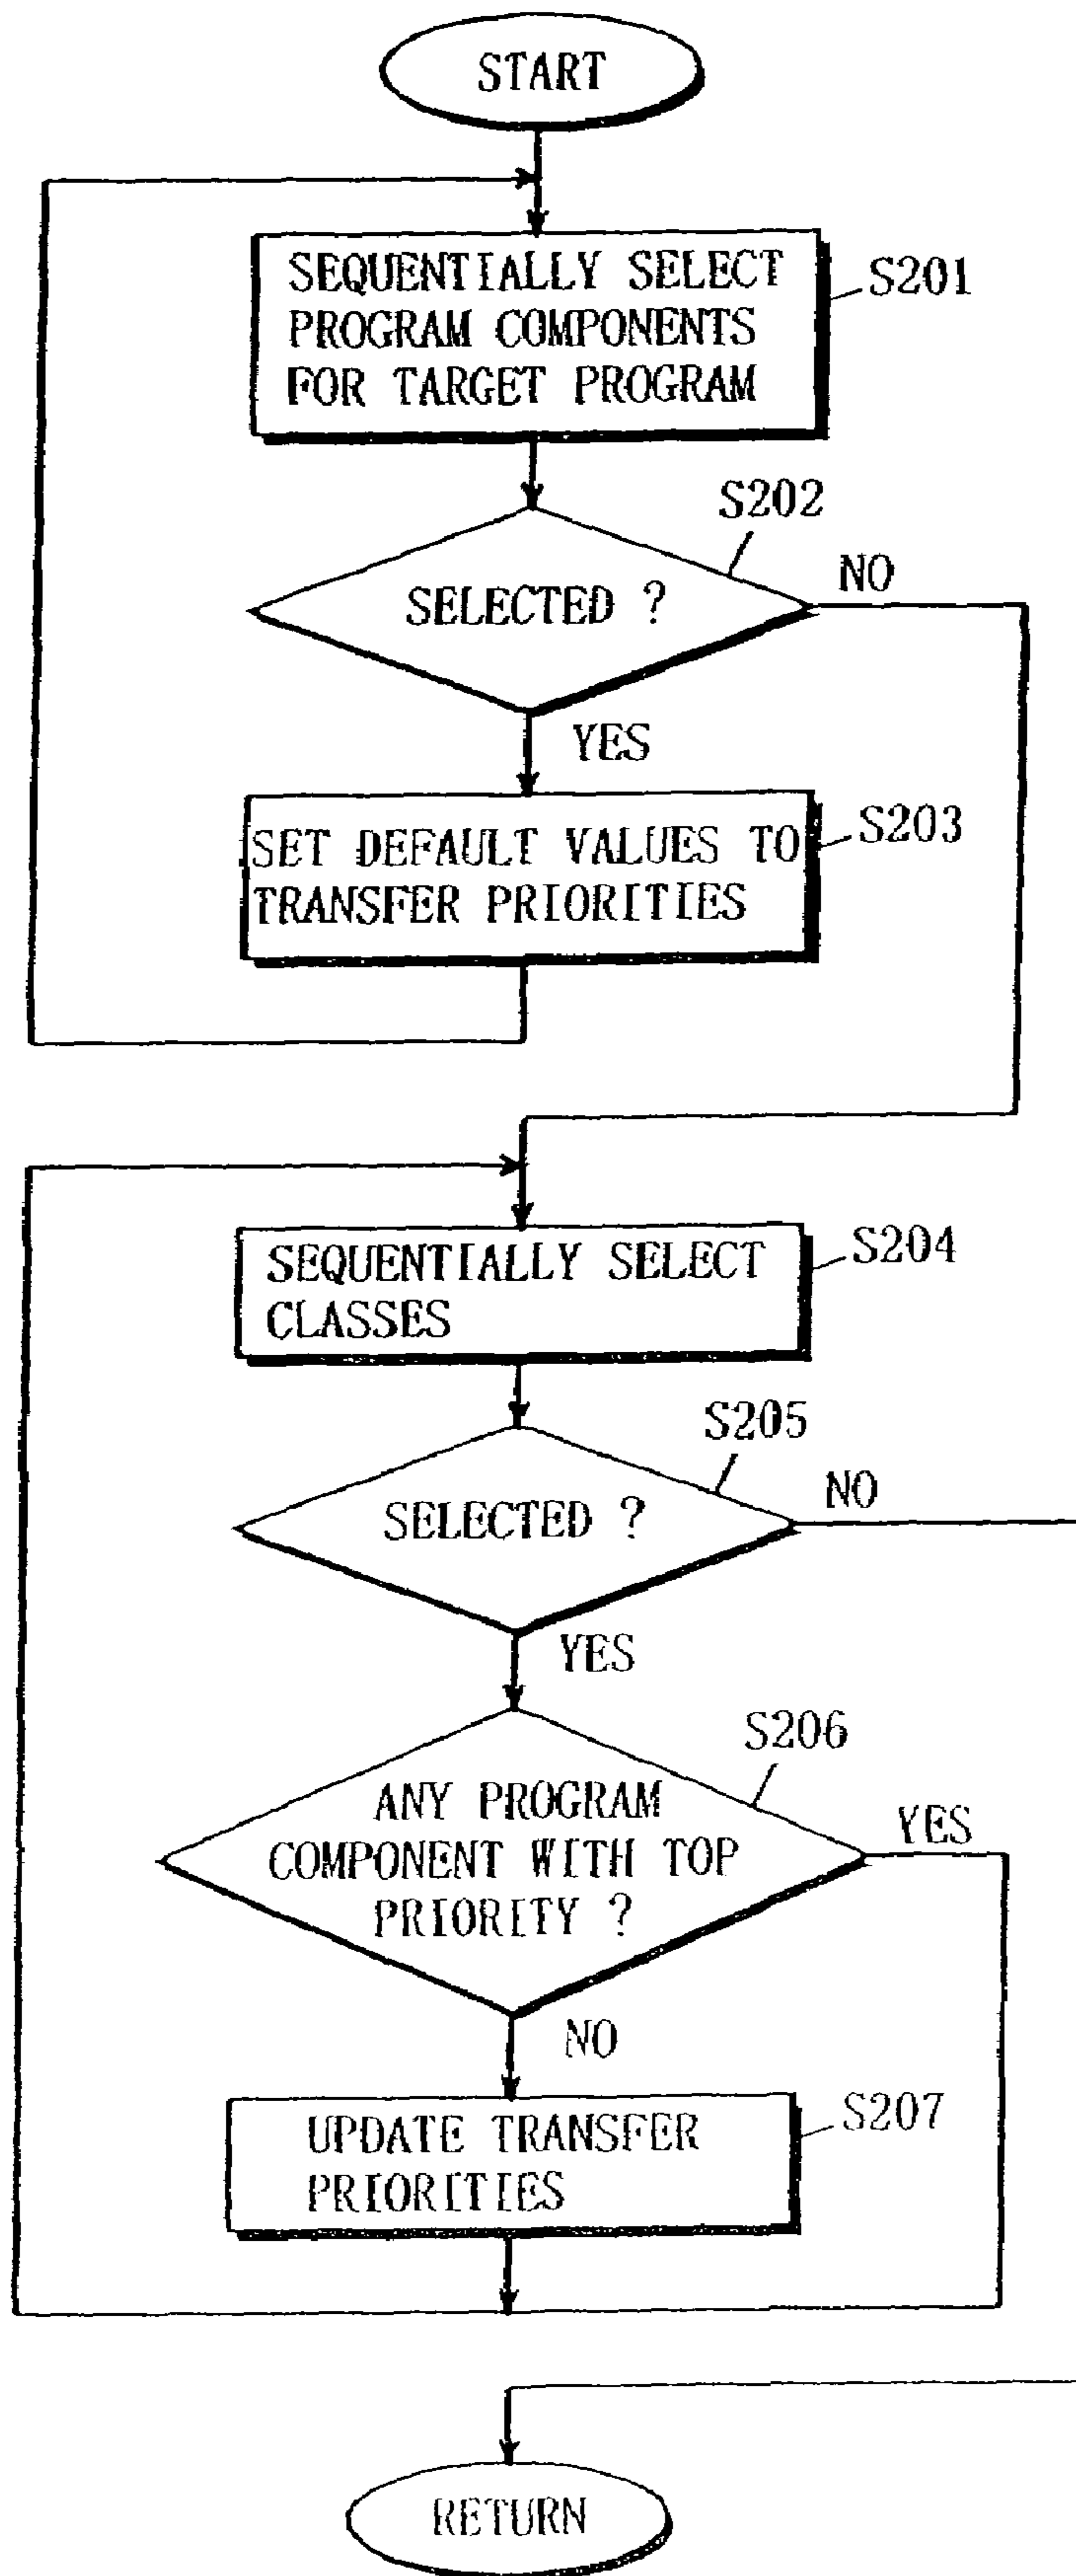 START
SEQUENTIALLY SELECT
PROGRAM COMPONENTS
FOR TARGET PROGRAM
S201
S202
SELECTED ?
NO
YES
SET DEFAULT VALUES TO
TRANSFER PRIORITIES
S203
SEQUENTIALLY SELECT
CLASSES
S204
S205
SELECTED ?
NO
YES
S206
ANY PROGRAM
COMPONENT WITH TOP
PRIORITY ?
YES
NO
UPDATE TRANSFER
PRIORITIES
S207
RETURN